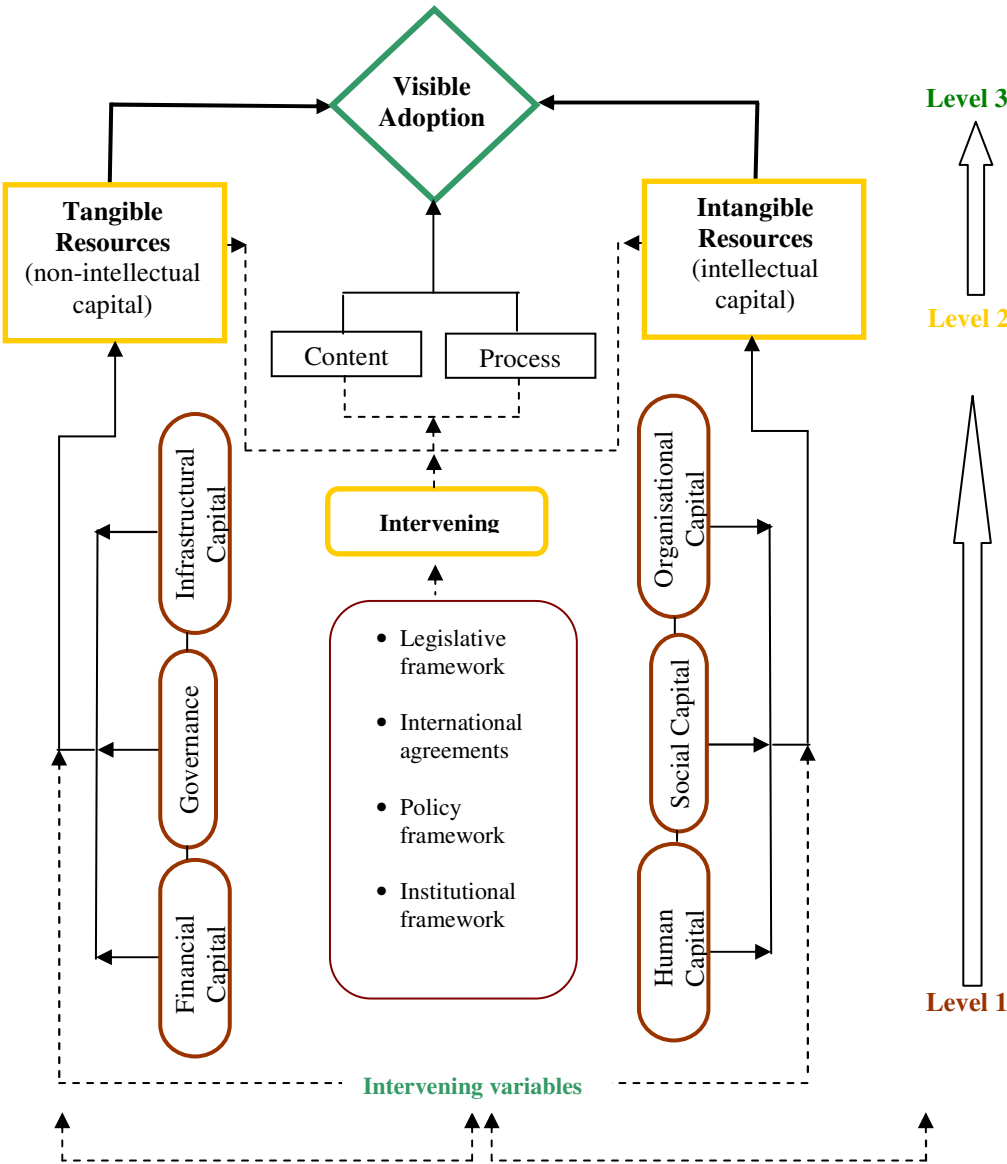 Visible
Adoption
Level 3
Tangible
Resources
(non-intellectual
capital)
Intangible
Resources
(intellectual
capital)
Level 2
Content
Process
Infrastructural
Capital
Organisational
Capital
Intervening
• Legislative
framework
• International
agreements
• Policy
framework
• Institutional
framework
Governance
Social Capital
Financial
Capital
Human
Capital
Level 1
Intervening variables